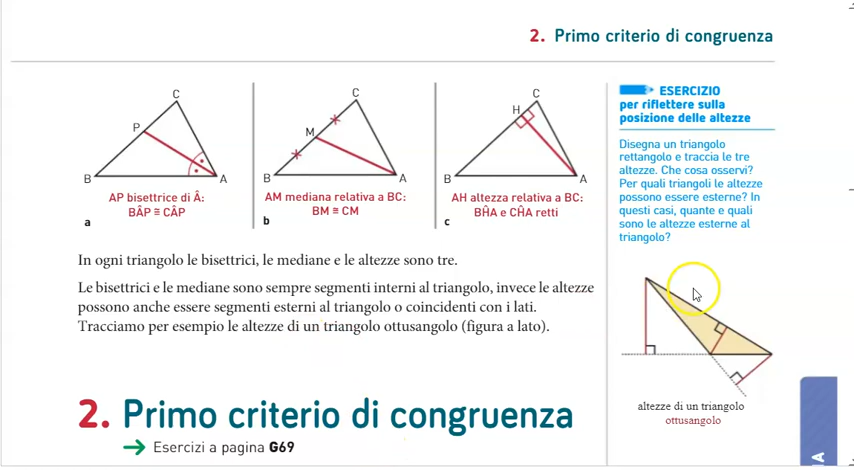 2. Primo criterio di congruenza
C
P
B
A
AP bisettrice di Â:
BÂP ≅ CÂP
a
C
M
B
A
AM mediana relativa a BC:
BM ≅ CM
b
C
H
B
A
AH altezza relativa a BC:
BĤA e CĤA retti
c
ESERCIZIO
per riflettere sulla
posizione delle altezze
Disegna un triangolo
rettangolo e traccia le tre
altezze. Che cosa osservi?
Per quali triangoli le altezze
possono essere esterne? In
questi casi, quante e quali
sono le altezze esterne al
triangolo?
In ogni triangolo le bisettrici, le mediane e le altezze sono tre.
Le bisettrici e le mediane sono sempre segmenti interni al triangolo, invece le altezze
possono anche essere segmenti esterni al triangolo o coincidenti con i lati.
Tracciamo per esempio le altezze di un triangolo ottusangolo (figura a lato).
altezze di un triangolo
ottusangolo
2. Primo criterio di congruenza
Esercizi a pagina G69
A